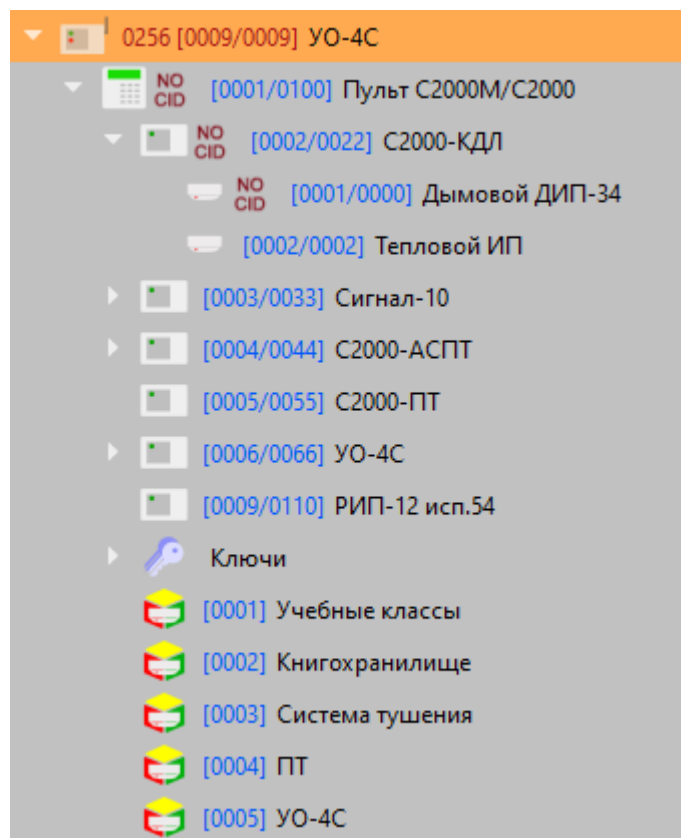 0256 [0009/0009] УО-4С
NO CID [0001/0100] Пульт С2000М/С2000
NO CID [0002/0022] С2000-КДЛ
NO CID [0001/0000] Дымовой ДИП-34
[0002/0002] Тепловой ИП
[0003/0033] Сигнал-10
[0004/0044] С2000-АСПТ
[0005/0055] С2000-ПТ
[0006/0066] УО-4С
[0009/0110] РИП-12 исп.54
Ключи
[0001] Учебные классы
[0002] Книгохранилище
[0003] Система тушения
[0004] ПТ
[0005] УО-4С